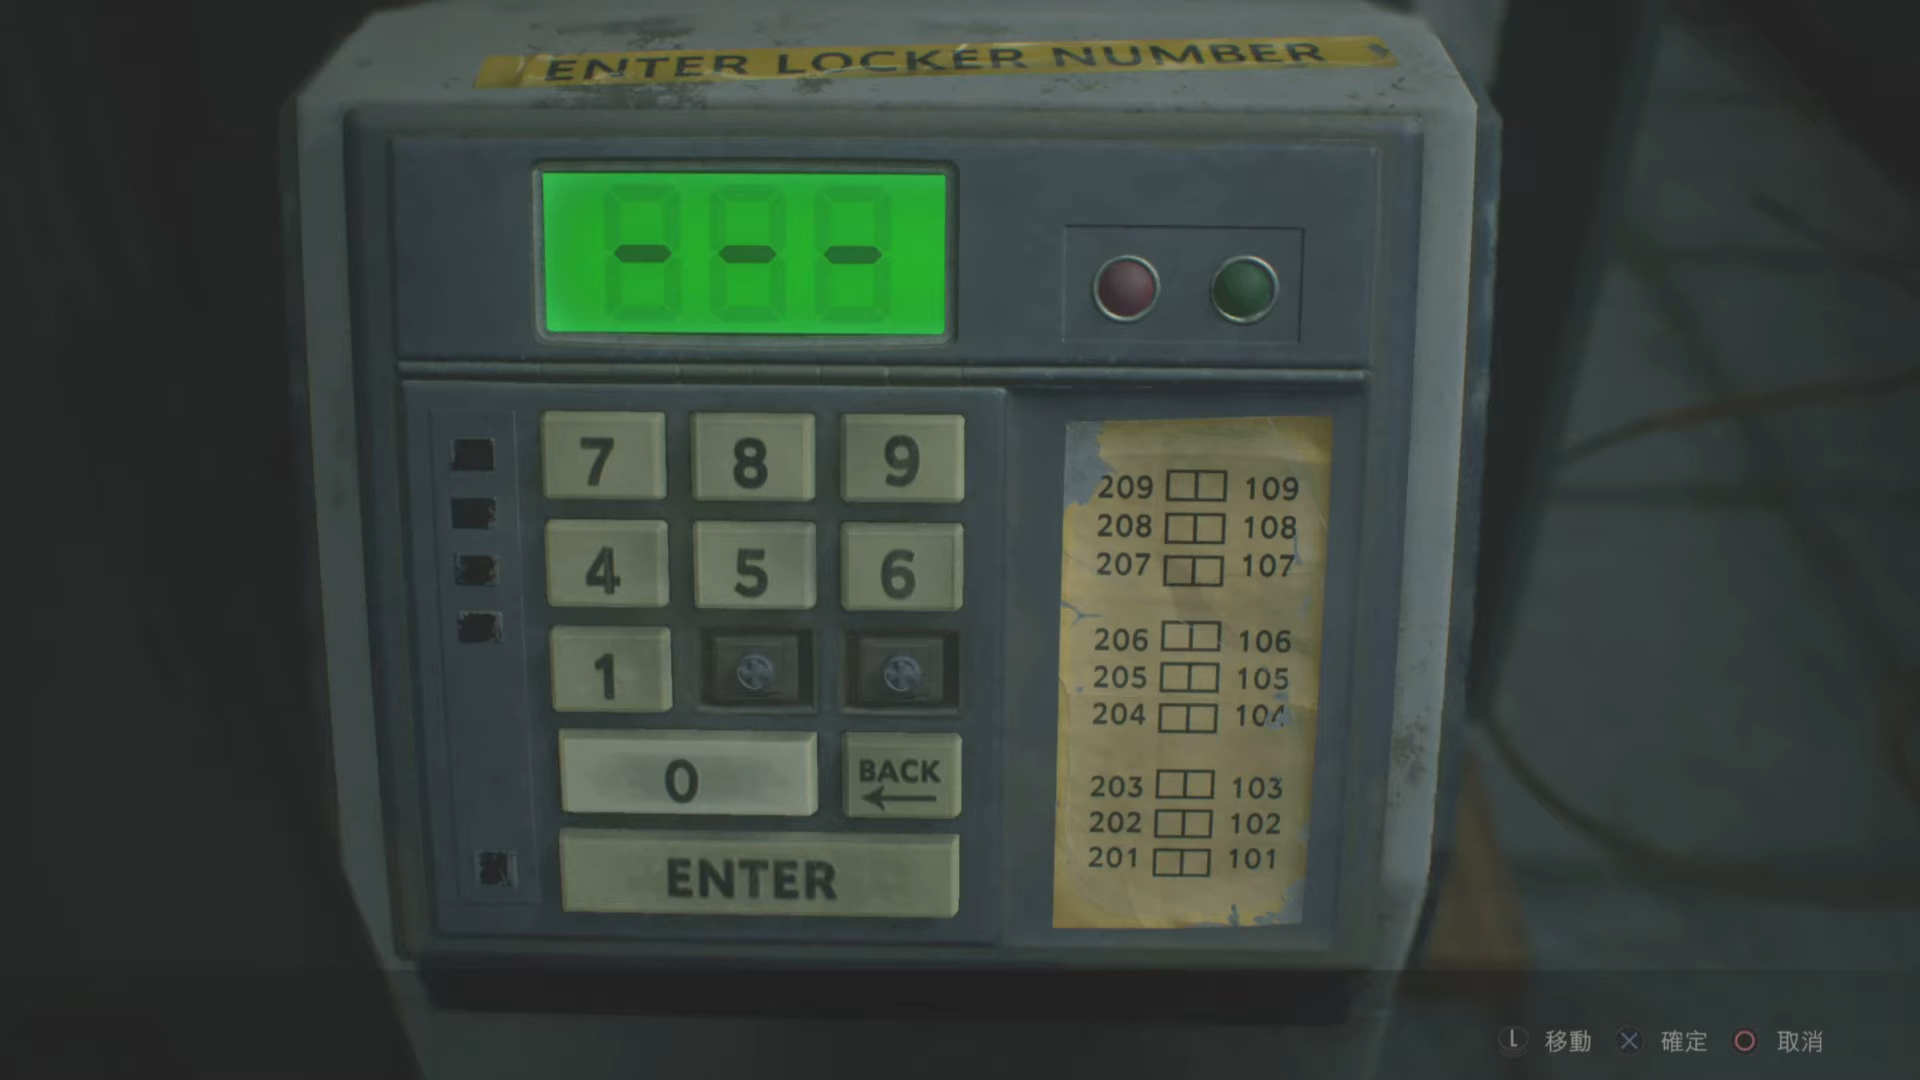 ENTER LOCKER NUMBER
7 8 9
4 5 6
1
0 BACK
ENTER
209 109
208 108
207 107
206 106
205 105
204 104
203 103
202 102
201 101
L 移動 × 確定 ○ 取消